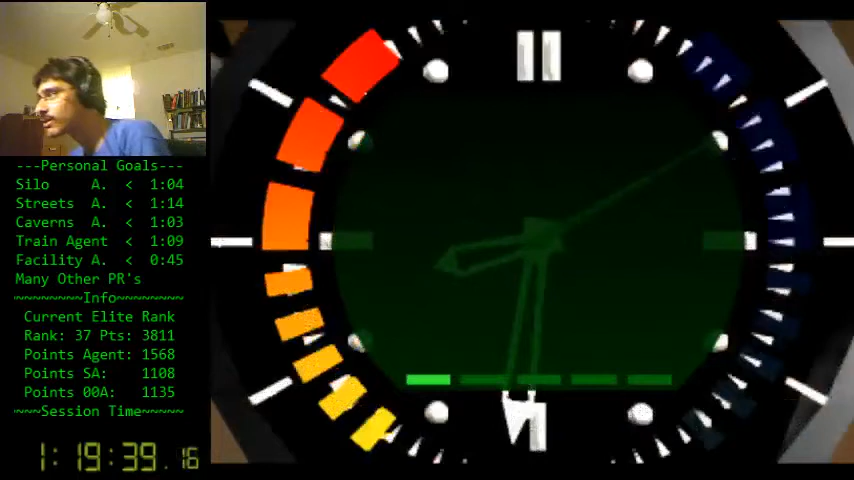 ---Personal Goals---
Silo A. < 1:04
Streets A. < 1:14
Caverns A. < 1:03
Train Agent < 1:09
Facility A. < 0:45
Many Other PR's
~~~~~~~~Info~~~~~~~~
Current Elite Rank
Rank: 37 Pts: 3811
Points Agent: 1568
Points SA: 1108
Points 00A: 1135
~~~Session Time~~~~~
1:19:39.16